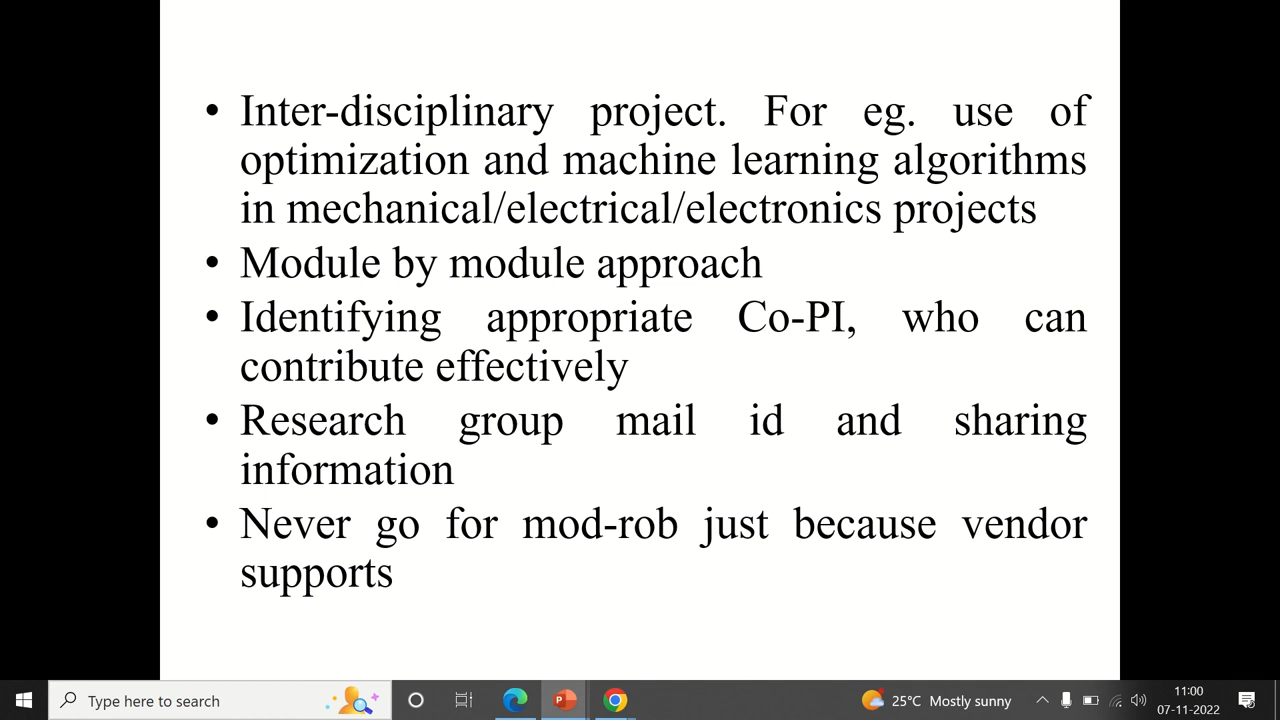 • Inter-disciplinary project. For eg. use of
optimization and machine learning algorithms
in mechanical/electrical/electronics projects
• Module by module approach
• Identifying appropriate Co-PI, who can
contribute effectively
• Research group mail id and sharing
information
• Never go for mod-rob just because vendor
supports
Type here to search
25°C Mostly sunny
11:00
07-11-2022